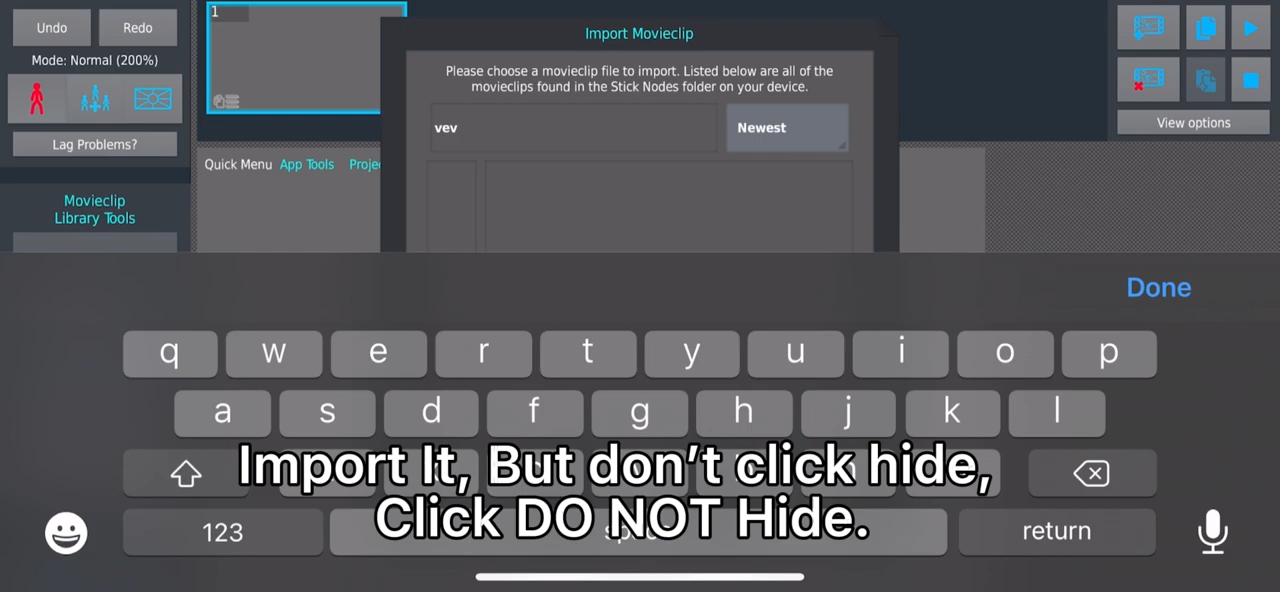 Undo
Redo
Mode: Normal (200%)
Lag Problems?
Movieclip
Library Tools
1
Quick Menu App Tools
Import Movieclip
Please choose a movieclip file to import. Listed below are all of the
movieclips found in the Stick Nodes folder on your device.
vev
Newest
View options
Done
q w e r t y u i o p
a s d f g h j k l
Import It, But don’t click hide,
Click DO NOT Hide.
123
return